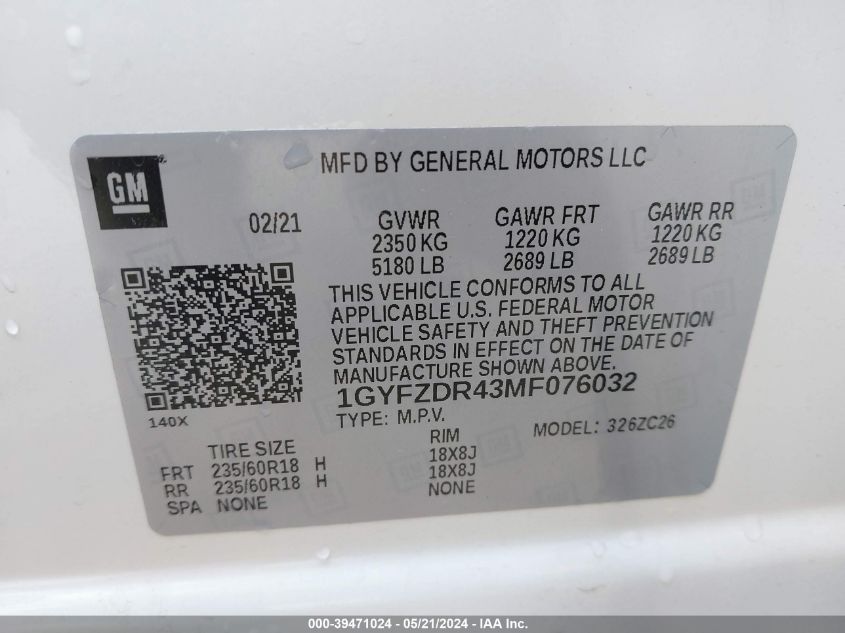 GM
MFD BY GENERAL MOTORS LLC
02/21
GVWR GAWR FRT GAWR RR
2350 KG 1220 KG 1220 KG
5180 LB 2689 LB 2689 LB
THIS VEHICLE CONFORMS TO ALL
APPLICABLE U.S. FEDERAL MOTOR
VEHICLE SAFETY AND THEFT PREVENTION
STANDARDS IN EFFECT ON THE DATE OF
MANUFACTURE SHOWN ABOVE.
1GYFZDR43MF076032
140X
TYPE: M.P.V. MODEL: 326ZC26
TIRE SIZE RIM
FRT 235/60R18 H 18X8J
RR 235/60R18 H 18X8J
SPA NONE NONE
000-39471024 - 05/21/2024 - IAA Inc.